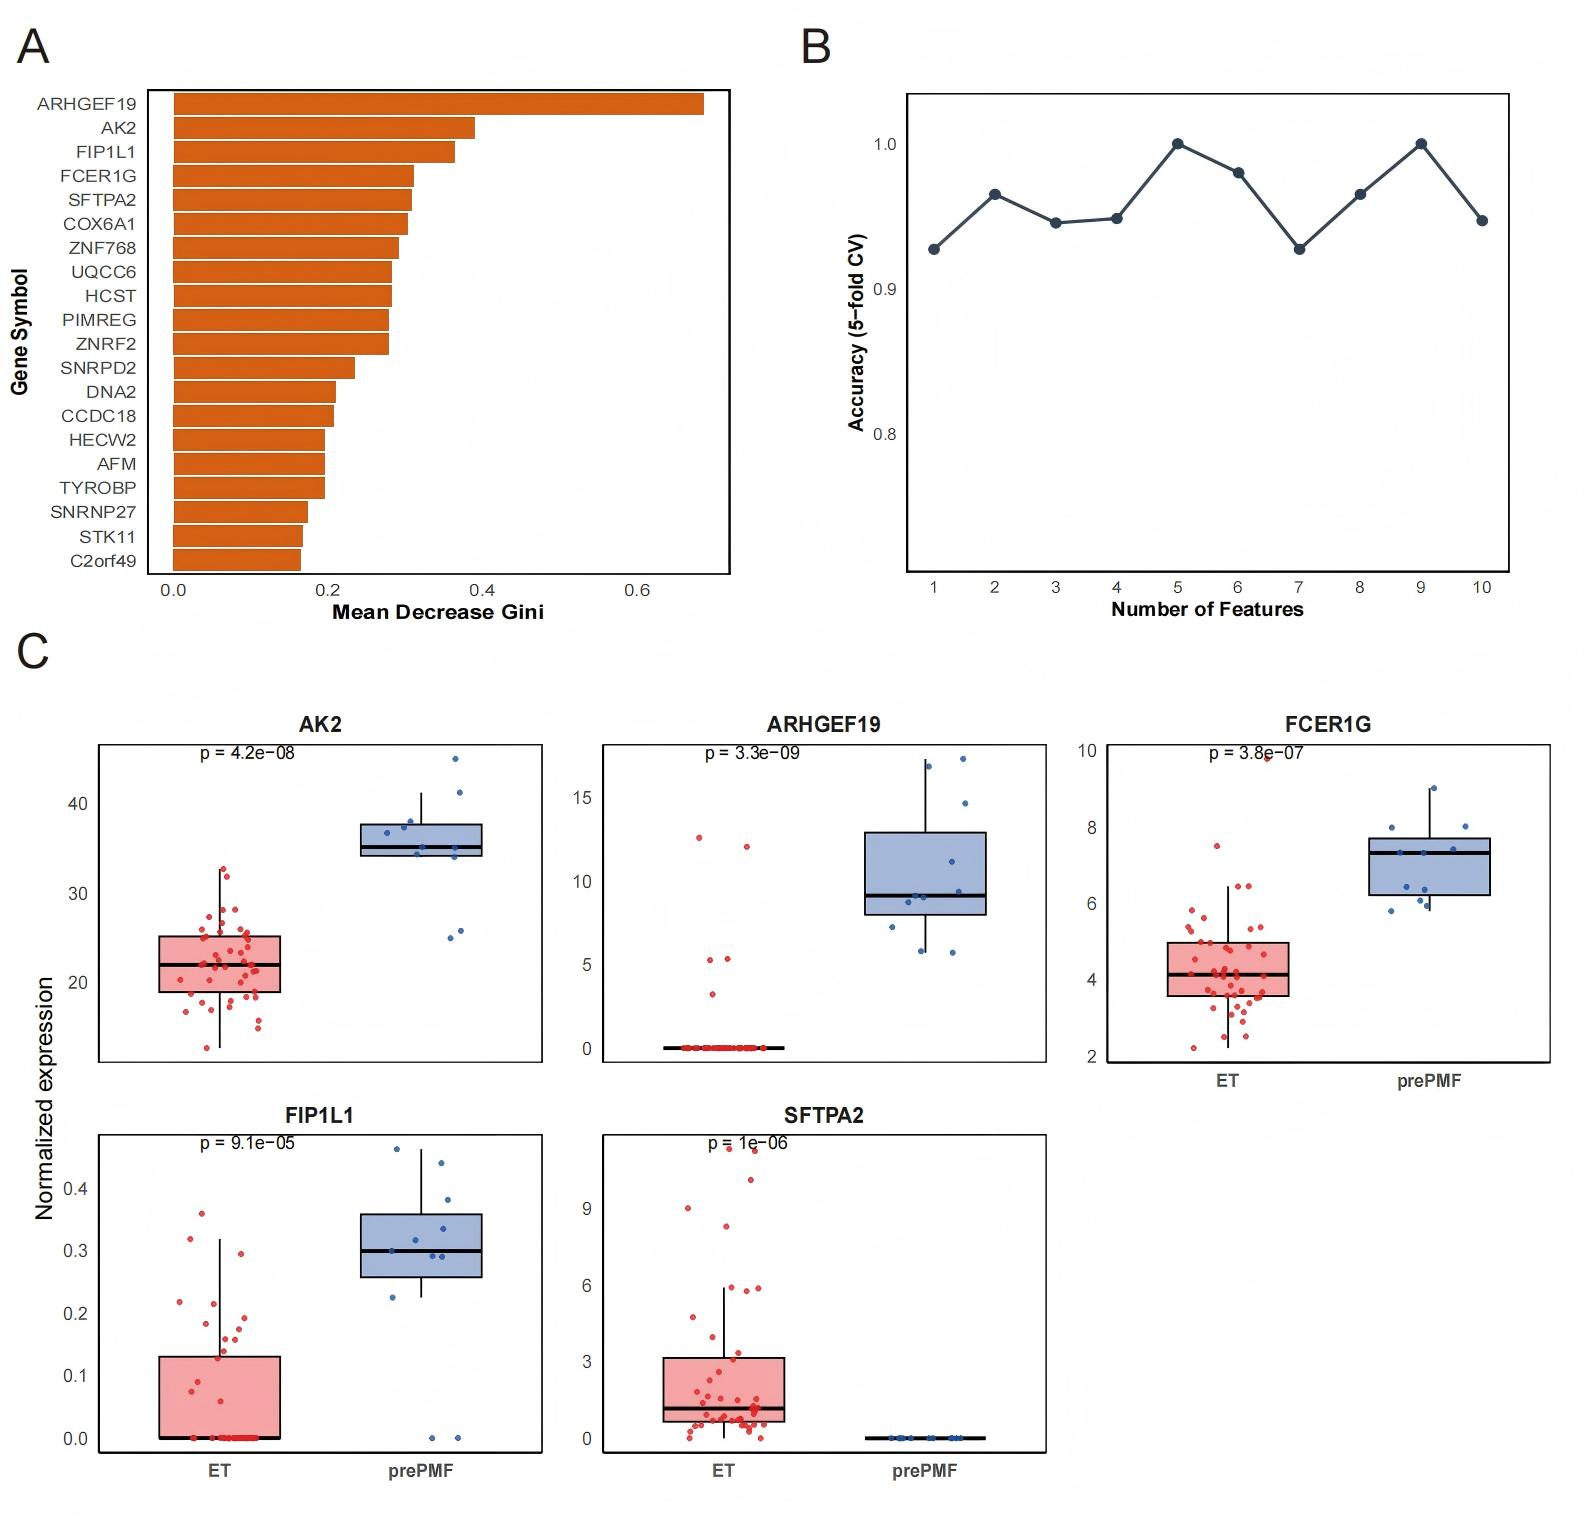 A
Gene Symbol
ARHGEF19
AK2
FIP1L1
FCER1G
SFTPA2
COX6A1
ZNF768
UQCC6
HCST
PIMREG
ZNRF2
SNRPD2
DNA2
CCDC18
HECW2
AFM
TYROBP
SNRNP27
STK11
C2orf49
0.0 0.2 0.4 0.6
Mean Decrease Gini
B
Accuracy (5−fold CV)
1.0
0.9
0.8
1 2 3 4 5 6 7 8 9 10
Number of Features
C
Normalized expression
AK2
p = 4.2e−08
40
30
20
ARHGEF19
p = 3.3e−09
15
10
5
0
FCER1G
p = 3.8e−07
10
8
6
4
2
ET prePMF
FIP1L1
p = 9.1e−05
0.4
0.3
0.2
0.1
0.0
ET prePMF
SFTPA2
p = 1e−06
9
6
3
0
ET prePMF